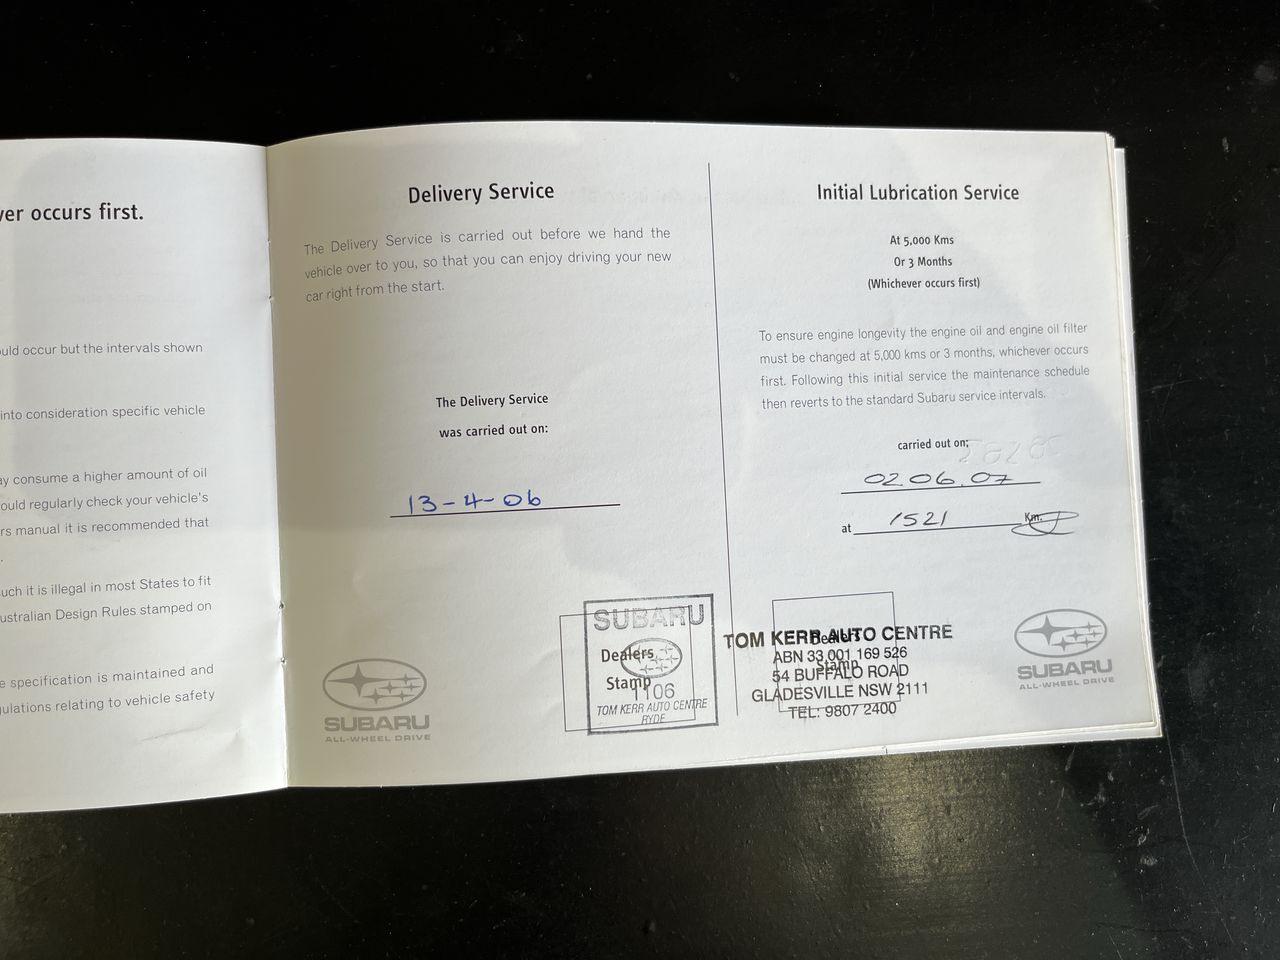 ver occurs first.
ould occur but the intervals shown
into consideration specific vehicle
ay consume a higher amount of oil
ould regularly check your vehicle's
rs manual it is recommended that
.
uch it is illegal in most States to fit
ustralian Design Rules stamped on
e specification is maintained and
gulations relating to vehicle safety
Delivery Service
The Delivery Service is carried out before we hand the
vehicle over to you, so that you can enjoy driving your new
car right from the start.
The Delivery Service
was carried out on:
13-4-06
SUBARU
Dealers
Stamp
1106
TOM KERR AUTO CENTRE
RYDE
SUBARU
ALL-WHEEL DRIVE
Initial Lubrication Service
At 5,000 Kms
Or 3 Months
(Whichever occurs first)
To ensure engine longevity the engine oil and engine oil filter
must be changed at 5,000 kms or 3 months, whichever occurs
first. Following this initial service the maintenance schedule
then reverts to the standard Subaru service intervals.
carried out on:
02.06.07
at 1521 Km.
Dealers
Stamp
TOM KERR AUTO CENTRE
ABN 33 001 169 526
54 BUFFALO ROAD
GLADESVILLE NSW 2111
TEL: 9807 2400
SUBARU
ALL-WHEEL DRIVE